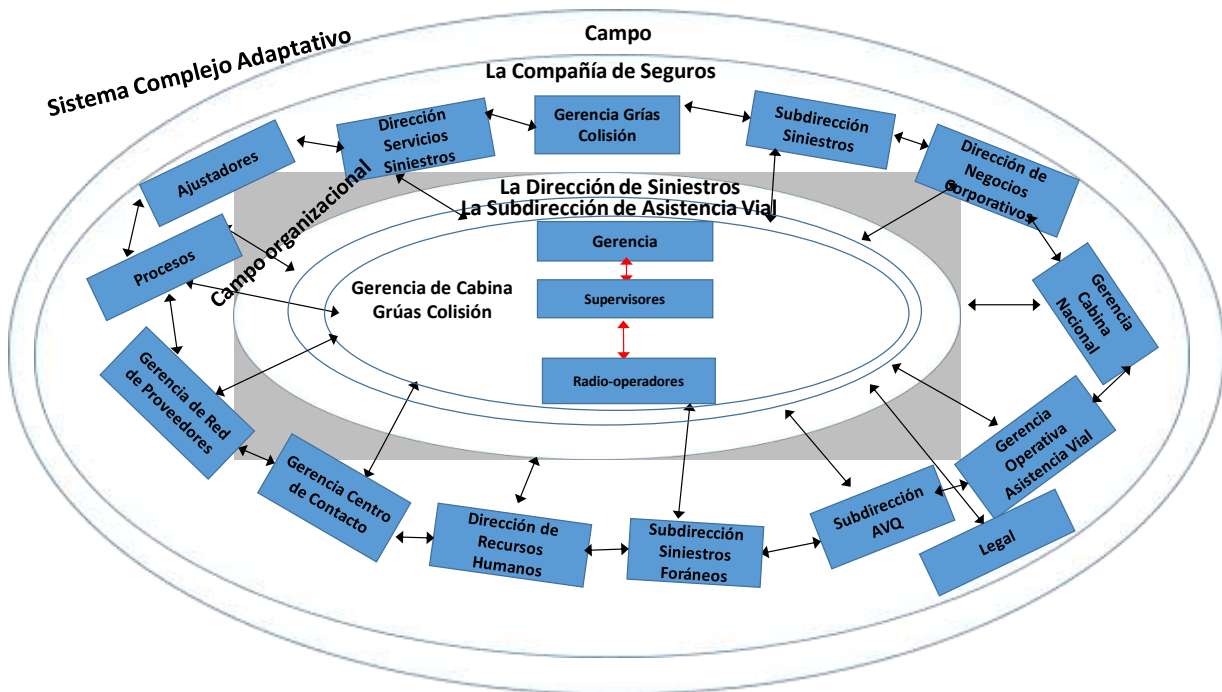 Campo
Sistema Complejo Adaptativo
La Compañía de Seguros
Dirección
Servicios
Siniestros
Gerencia Grías
Colisión
Subdirección
Siniestros
Dirección de
Negocios
Corporativos
Ajustadores
Campo organizacional
La Dirección de Siniestros
La Subdirección de Asistencia Vial
Procesos
Gerencia
Gerencia de Cabina
Grúas Colisión
Supervisores
Radio-operadores
Gerencia
Cabina
Nacional
Gerencia de Red
de Proveedores
Gerencia Centro
de Contacto
Dirección de
Recursos
Humanos
Subdirección
Siniestros
Foráneos
Subdirección
AVQ
Gerencia
Operativa
Asistencia Vial
Legal